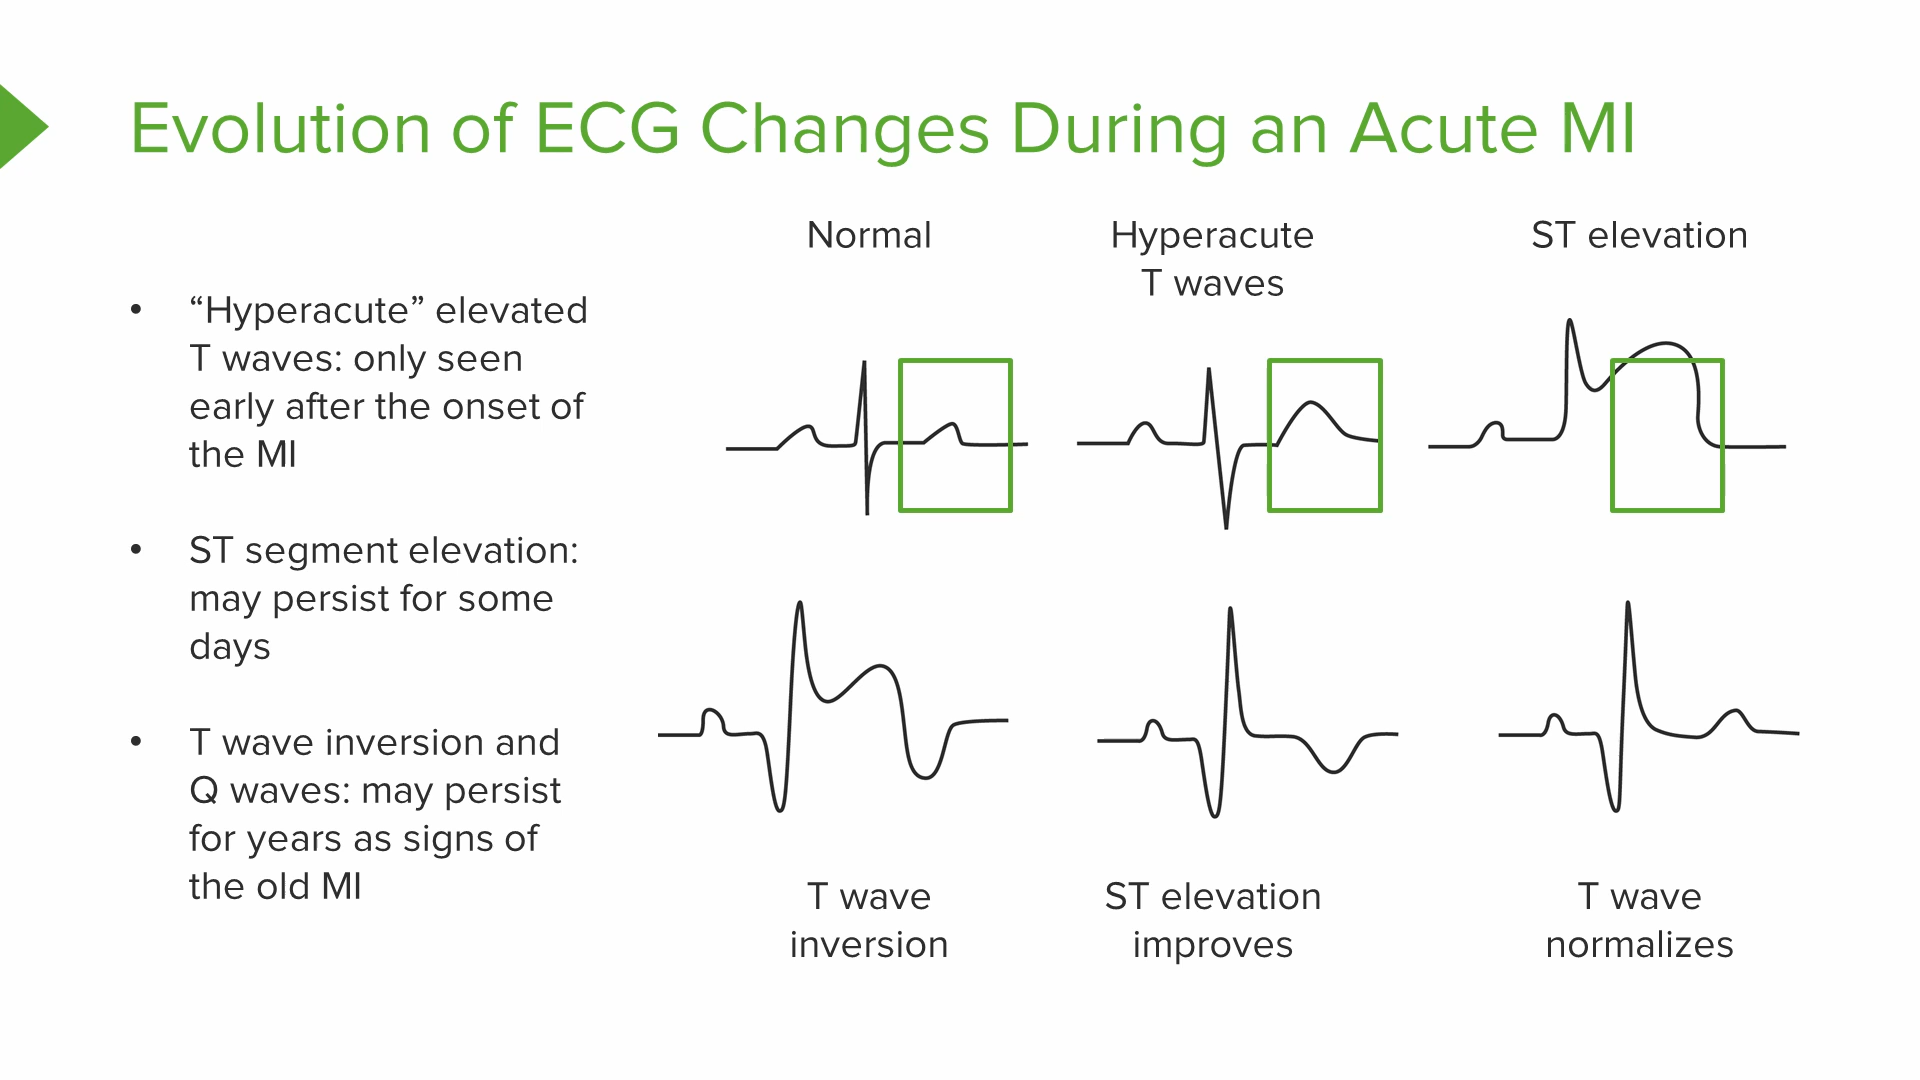 Evolution of ECG Changes During an Acute MI
• “Hyperacute” elevated
T waves: only seen
early after the onset of
the MI
• ST segment elevation:
may persist for some
days
• T wave inversion and
Q waves: may persist
for years as signs of
the old MI
Normal
Hyperacute
T waves
ST elevation
T wave
inversion
ST elevation
improves
T wave
normalizes